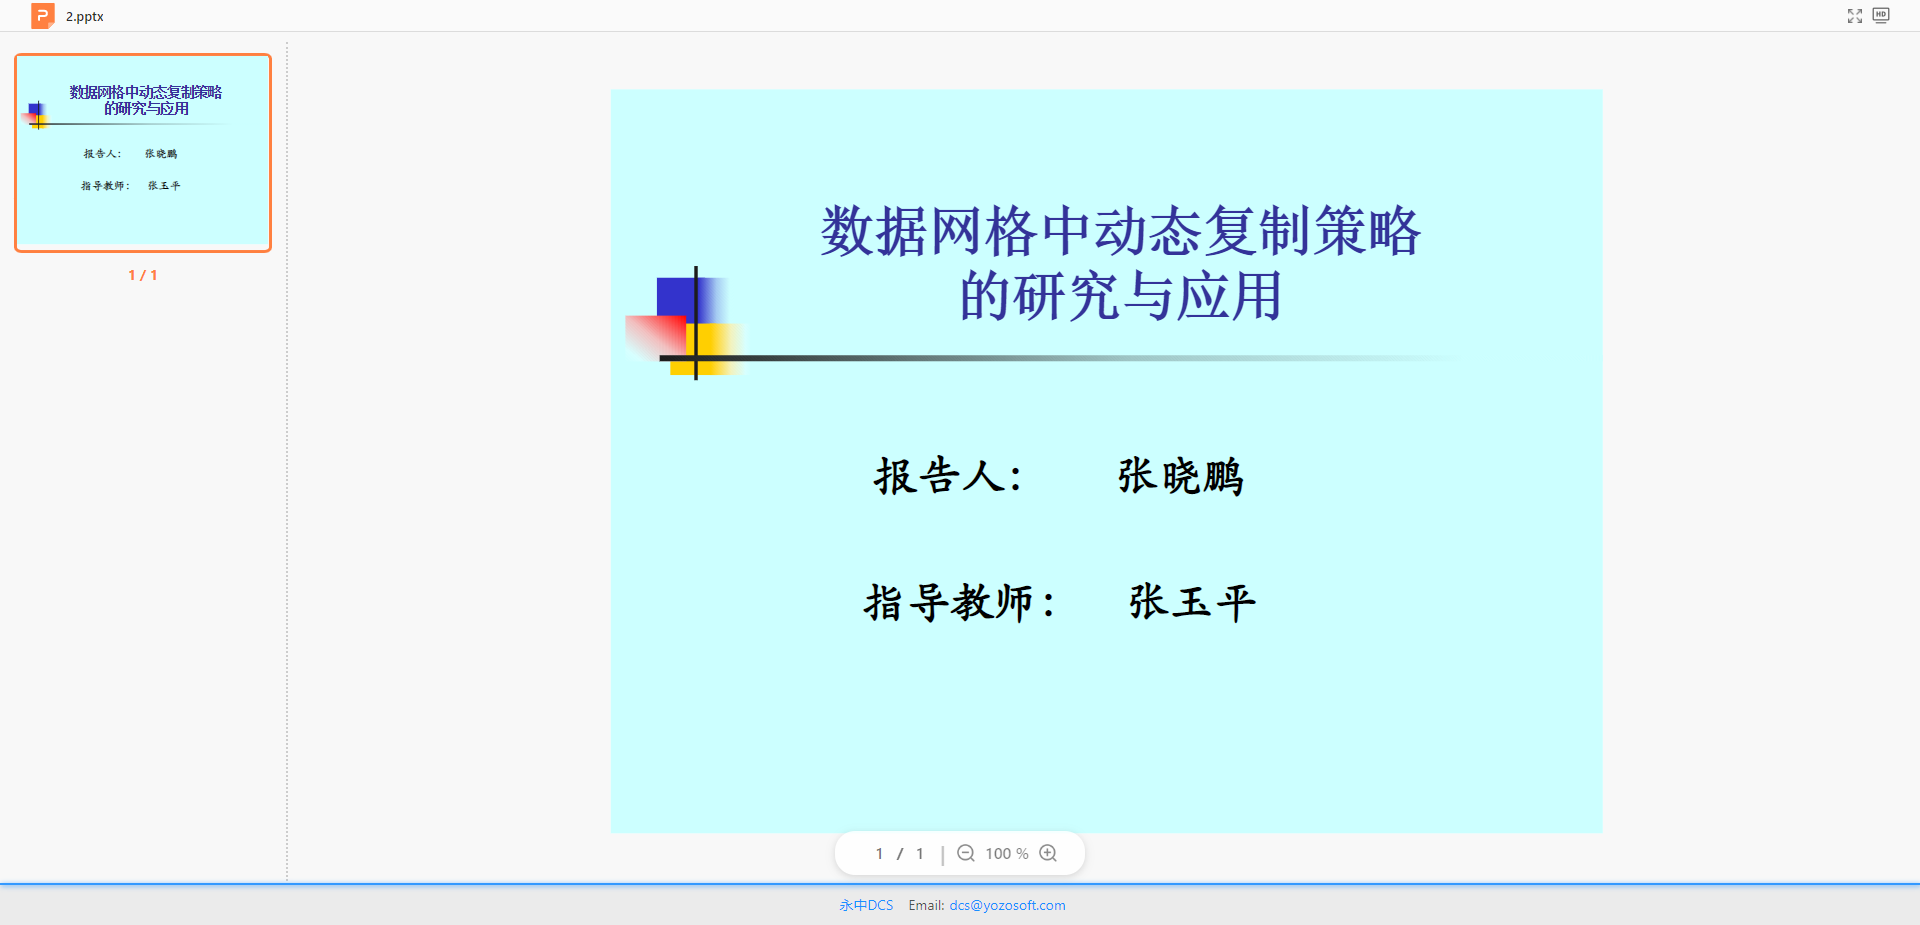 2.pptx
数据网格中动态复制策略
的研究与应用
报告人： 张晓鹏
指导教师： 张玉平
1 / 1
数据网格中动态复制策略
的研究与应用
报告人： 张晓鹏
指导教师： 张玉平
1 / 1 | 100 %
永中DCS Email: dcs@yozosoft.com